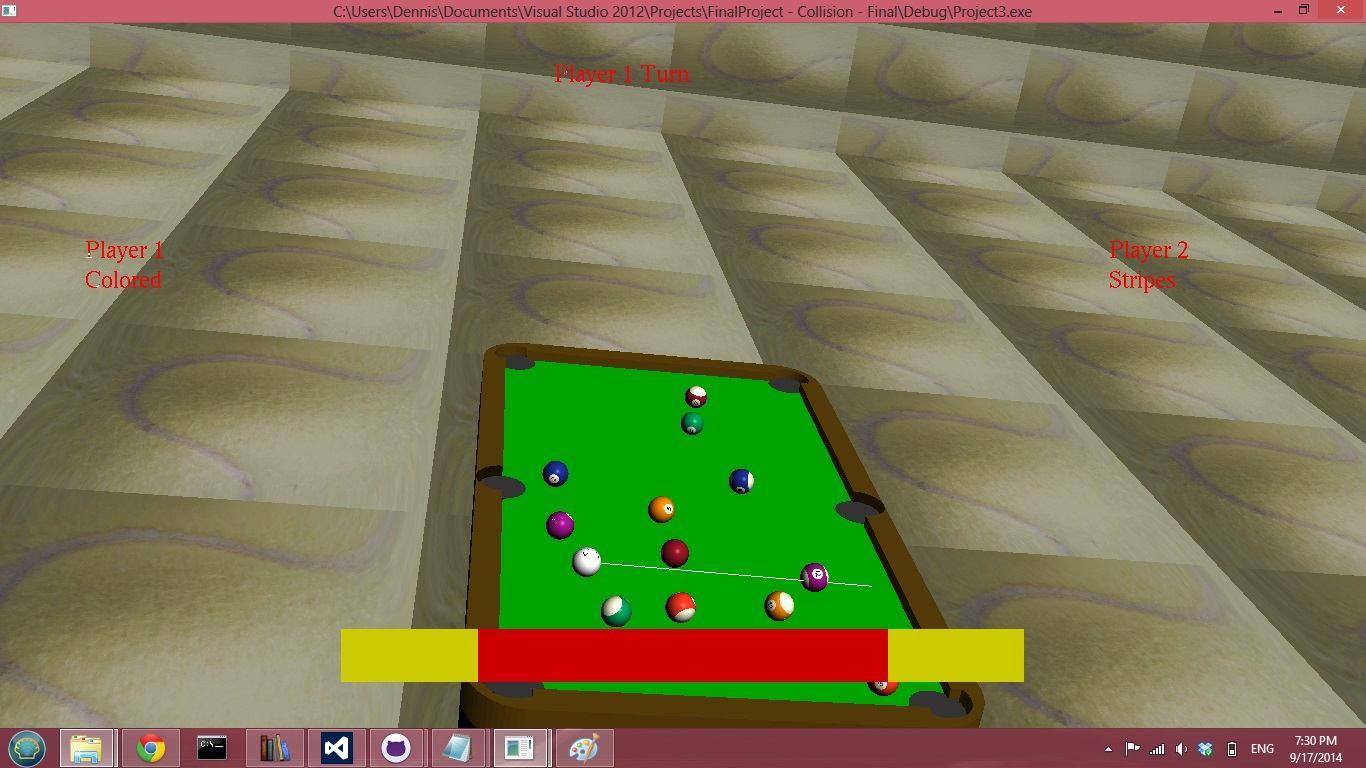 C:\Users\Dennis\Documents\Visual Studio 2012\Projects\FinalProject - Collision - Final\Debug\Project3.exe
Player 1 Turn
Player 1
Colored
Player 2
Stripes
12
ENG
7:30 PM
9/17/2014